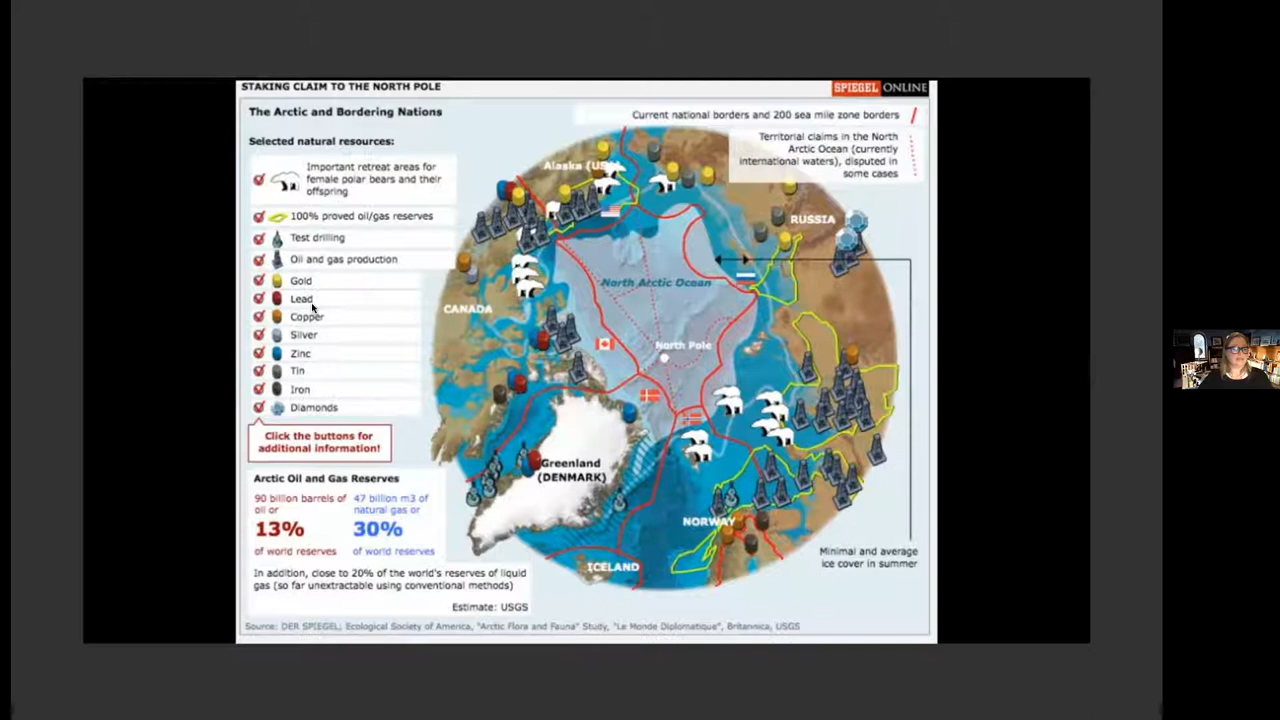 STAKING CLAIM TO THE NORTH POLE
SPIEGEL ONLINE
The Arctic and Bordering Nations
Current national borders and 200 sea mile zone borders
Territorial claims in the North
Arctic Ocean (currently
international waters), disputed in
some cases
Selected natural resources:
Important retreat areas for
female polar bears and their
offspring
100% proved oil/gas reserves
Test drilling
Oil and gas production
Gold
Lead
Copper
Silver
Zinc
Tin
Iron
Diamonds
Click the buttons for
additional information!
Arctic Oil and Gas Reserves
90 billion barrels of
oil or
13%
of world reserves
47 billion m3 of
natural gas or
30%
of world reserves
In addition, close to 20% of the world's reserves of liquid
gas (so far unextractable using conventional methods)
Estimate: USGS
Alaska (USA)
RUSSIA
North Arctic Ocean
CANADA
North Pole
Greenland
(DENMARK)
NORWAY
ICELAND
Minimal and average
ice cover in summer
Source: DER SPIEGEL; Ecological Society of America, "Arctic Flora and Fauna" Study, "Le Monde Diplomatique", Britannica, USGS